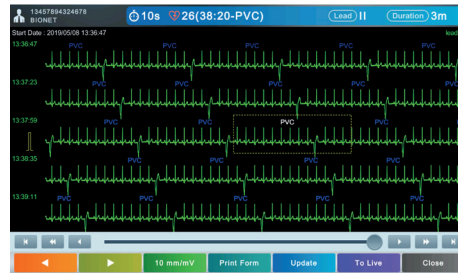 13457894324678
BIONET
10s 26(38:20-PVC)
Lead II
Duration 3m
Start Date : 2019/05/08 13:36:47
lead
13:36:47 PVC PVC PVC
13:37:23 PVC PVC PVC PVC
13:37:59 PVC PVC PVC PVC
13:38:35 PVC PVC PVC PVC
13:39:11 PVC PVC PVC
10 mm/mV
Print Form
Update
To Live
Close